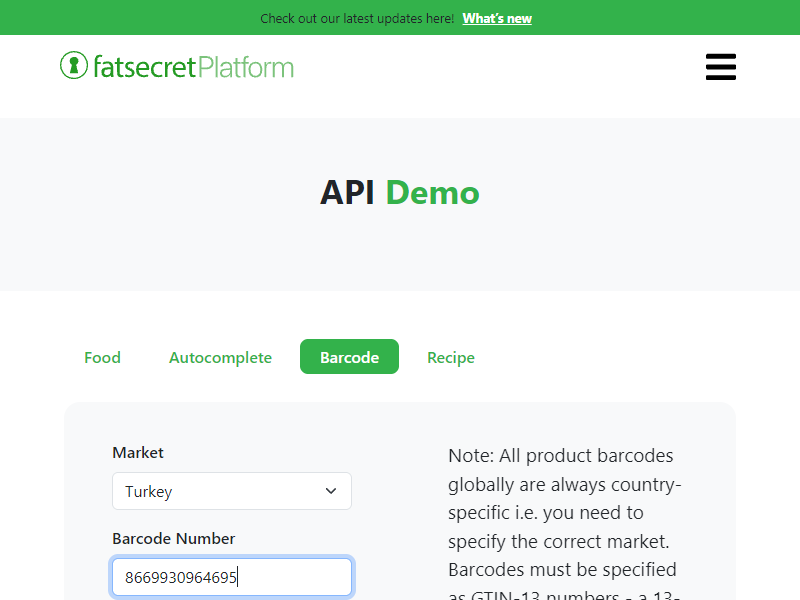 Check out our latest updates here! What's new
fatsecret Platform
API Demo
Food Autocomplete Barcode Recipe
Market
Turkey
Barcode Number
8669930964695
Note: All product barcodes
globally are always country-
specific i.e. you need to
specify the correct market.
Barcodes must be specified
as GTIN-13 numbers - a 13-